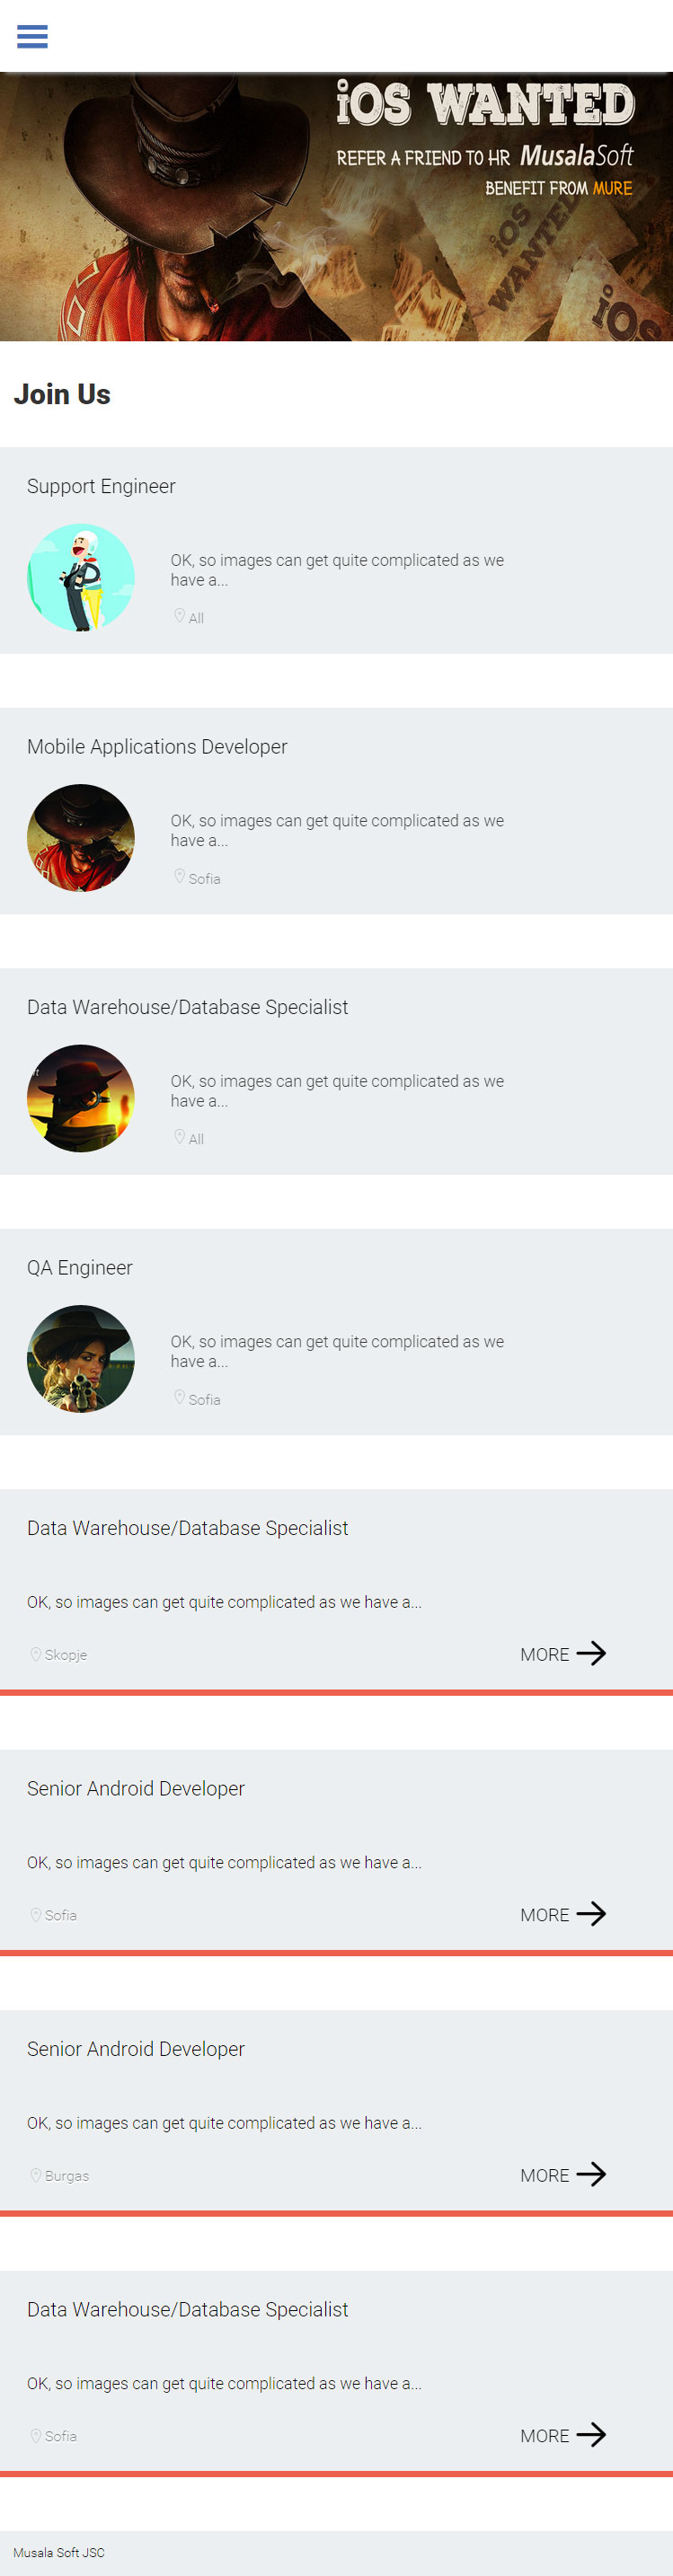 iOS WANTED
REFER A FRIEND TO HR MusalaSoft
BENEFIT FROM MURE
iOS
WANTED
iOS
Join Us
Support Engineer
OK, so images can get quite complicated as we
have a...
All
Mobile Applications Developer
OK, so images can get quite complicated as we
have a...
Sofia
Data Warehouse/Database Specialist
OK, so images can get quite complicated as we
have a...
All
QA Engineer
OK, so images can get quite complicated as we
have a...
Sofia
Data Warehouse/Database Specialist
OK, so images can get quite complicated as we have a...
Skopje
MORE
Senior Android Developer
OK, so images can get quite complicated as we have a...
Sofia
MORE
Senior Android Developer
OK, so images can get quite complicated as we have a...
Burgas
MORE
Data Warehouse/Database Specialist
OK, so images can get quite complicated as we have a...
Sofia
MORE
Musala Soft JSC